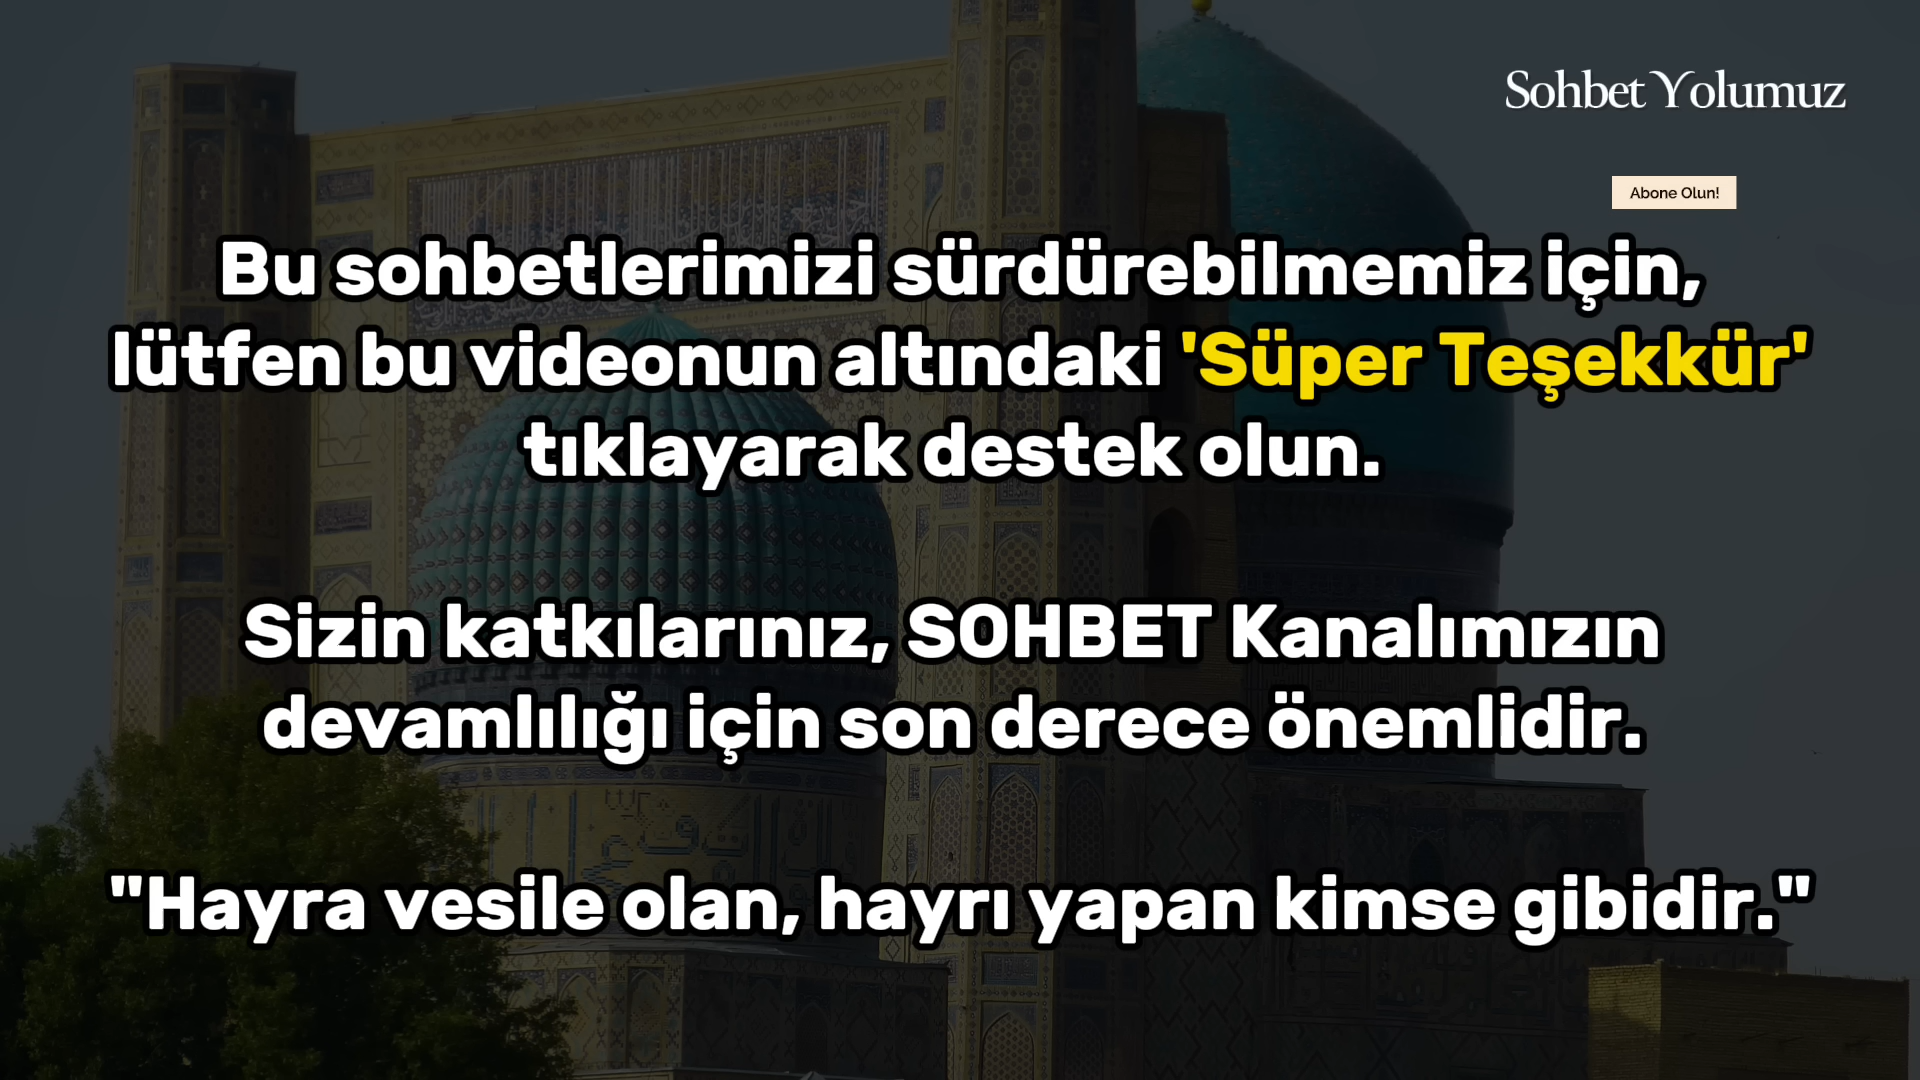 Sohbet Yolumuz
Abone Olun!
Bu sohbetlerimizi sürdürebilmemiz için,
lütfen bu videonun altındaki 'Süper Teşekkür'
tıklayarak destek olun.
Sizin katkılarınız, SOHBET Kanalımızın
devamlılığı için son derece önemlidir.
"Hayra vesile olan, hayrı yapan kimse gibidir."